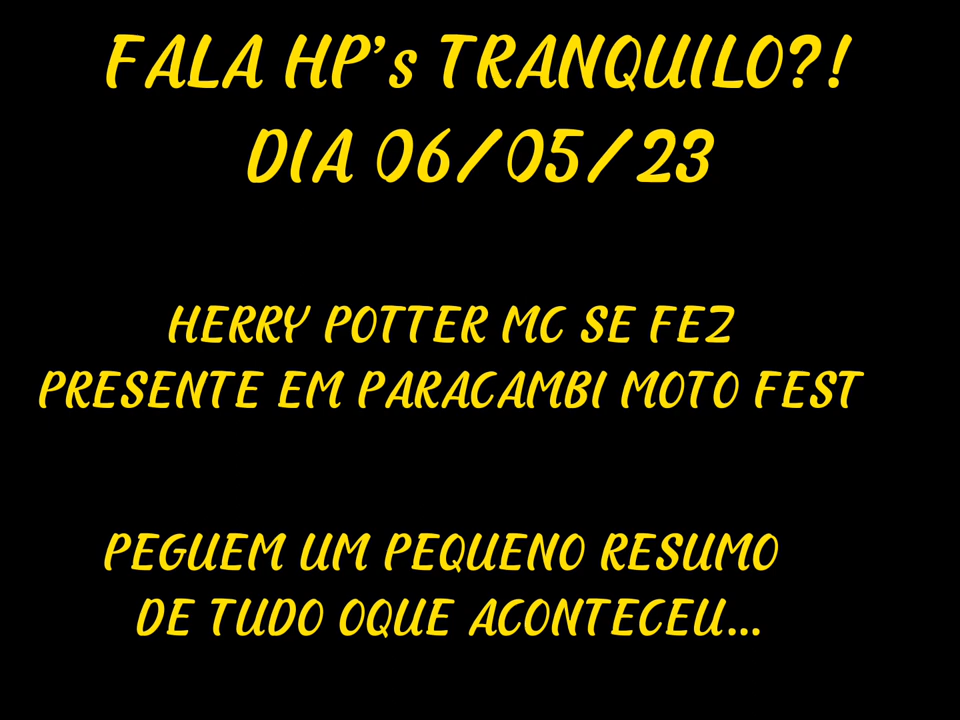 FALA HP's TRANQUILO?!
DIA 06/05/23
HERRY POTTER MC SE FEZ
PRESENTE EM PARACAMBI MOTO FEST
PEGUEM UM PEQUENO RESUMO
DE TUDO OQUE ACONTECEU...